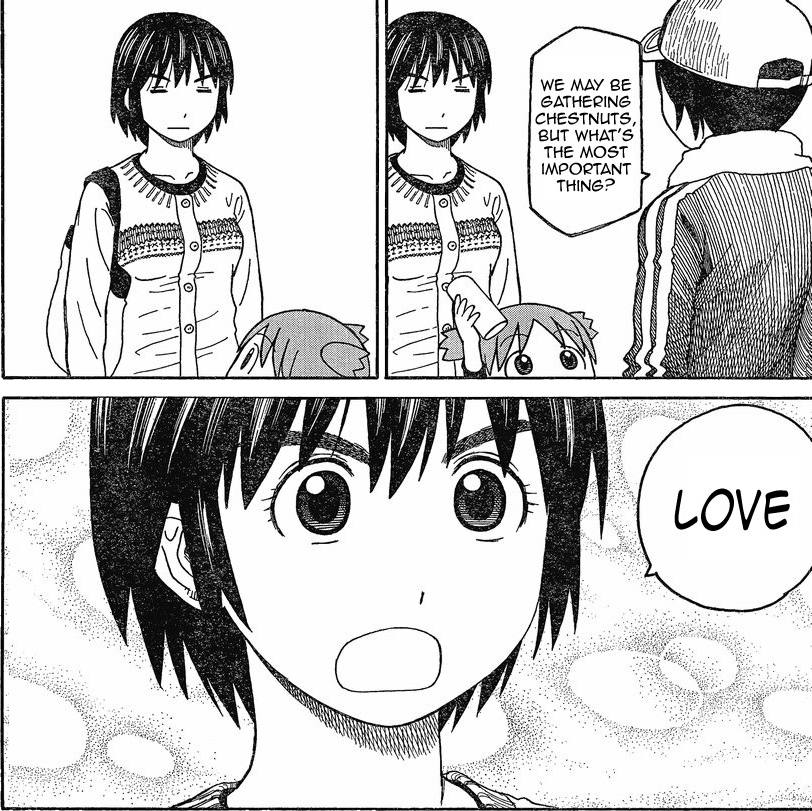 WE MAY BE
GATHERING
CHESTNUTS,
BUT WHAT'S
THE MOST
IMPORTANT
THING?
LOVE